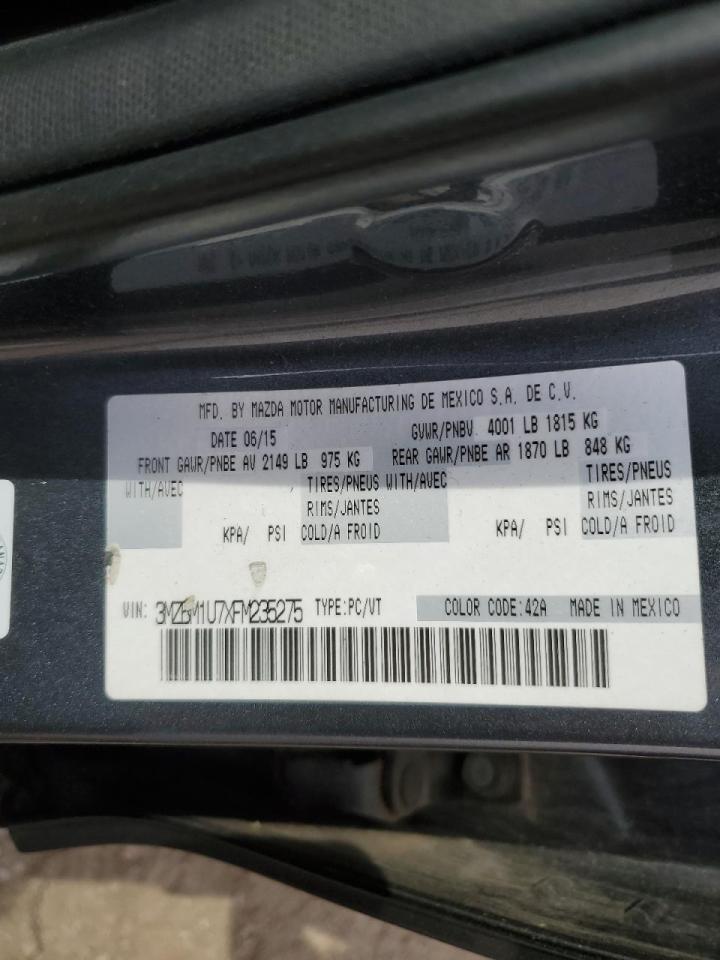 MFD. BY MAZDA MOTOR MANUFACTURING DE MEXICO S.A. DE C.V.
DATE 06/15 GVWR/PNBV 4001 LB 1815 KG
FRONT GAWR/PNBE AV 2149 LB 975 KG REAR GAWR/PNBE AR 1870 LB 848 KG
WITH/AVEC TIRES/PNEUS WITH/AVEC TIRES/PNEUS
RIMS/JANTES RIMS/JANTES
KPA/ PSI COLD/A FROID KPA/ PSI COLD/A FROID
VIN: 3MZBM1U7XFM235275 TYPE:PC/VT COLOR CODE:42A MADE IN MEXICO